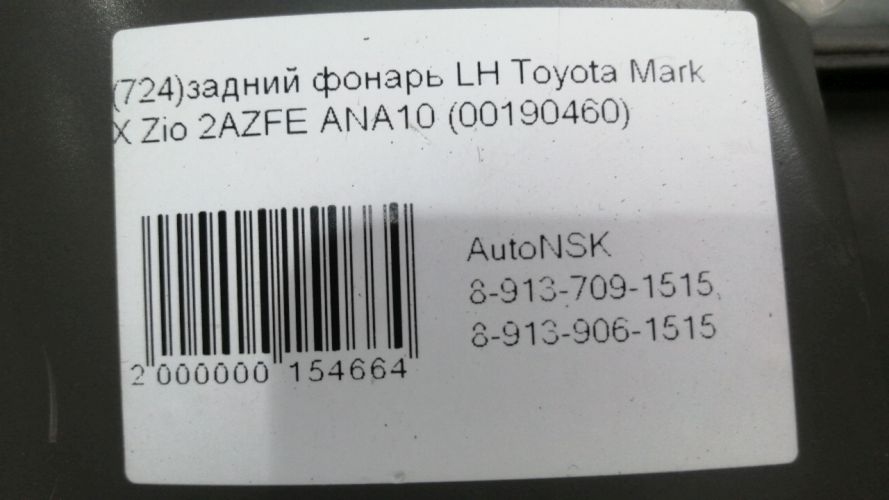 (724)задний фонарь LH Toyota Mark
X Zio 2AZFE ANA10 (00190460)
AutoNSK
8-913-709-1515,
8-913-906-1515
2 000000 154664